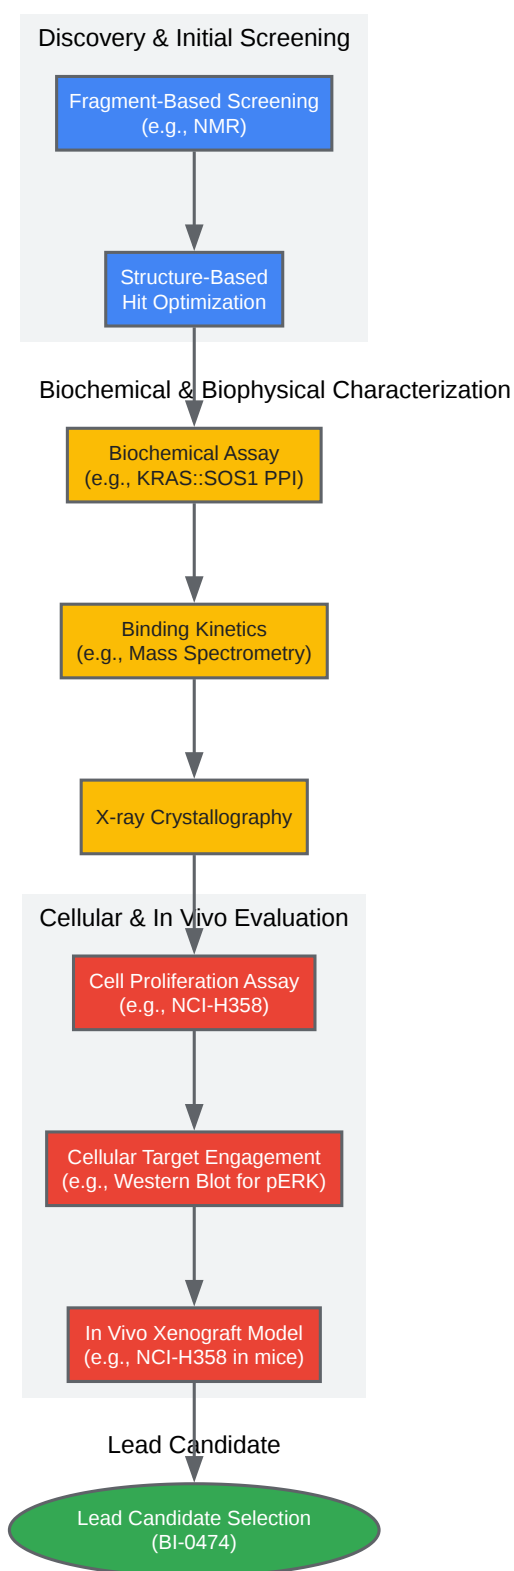 Discovery & Initial Screening
Fragment-Based Screening
(e.g., NMR)
Structure-Based
Hit Optimization
Biochemical & Biophysical Characterization
Biochemical Assay
(e.g., KRAS::SOS1 PPI)
Binding Kinetics
(e.g., Mass Spectrometry)
X-ray Crystallography
Cellular & In Vivo Evaluation
Cell Proliferation Assay
(e.g., NCI-H358)
Cellular Target Engagement
(e.g., Western Blot for pERK)
In Vivo Xenograft Model
(e.g., NCI-H358 in mice)
Lead Candidate
Lead Candidate Selection
(BI-0474)